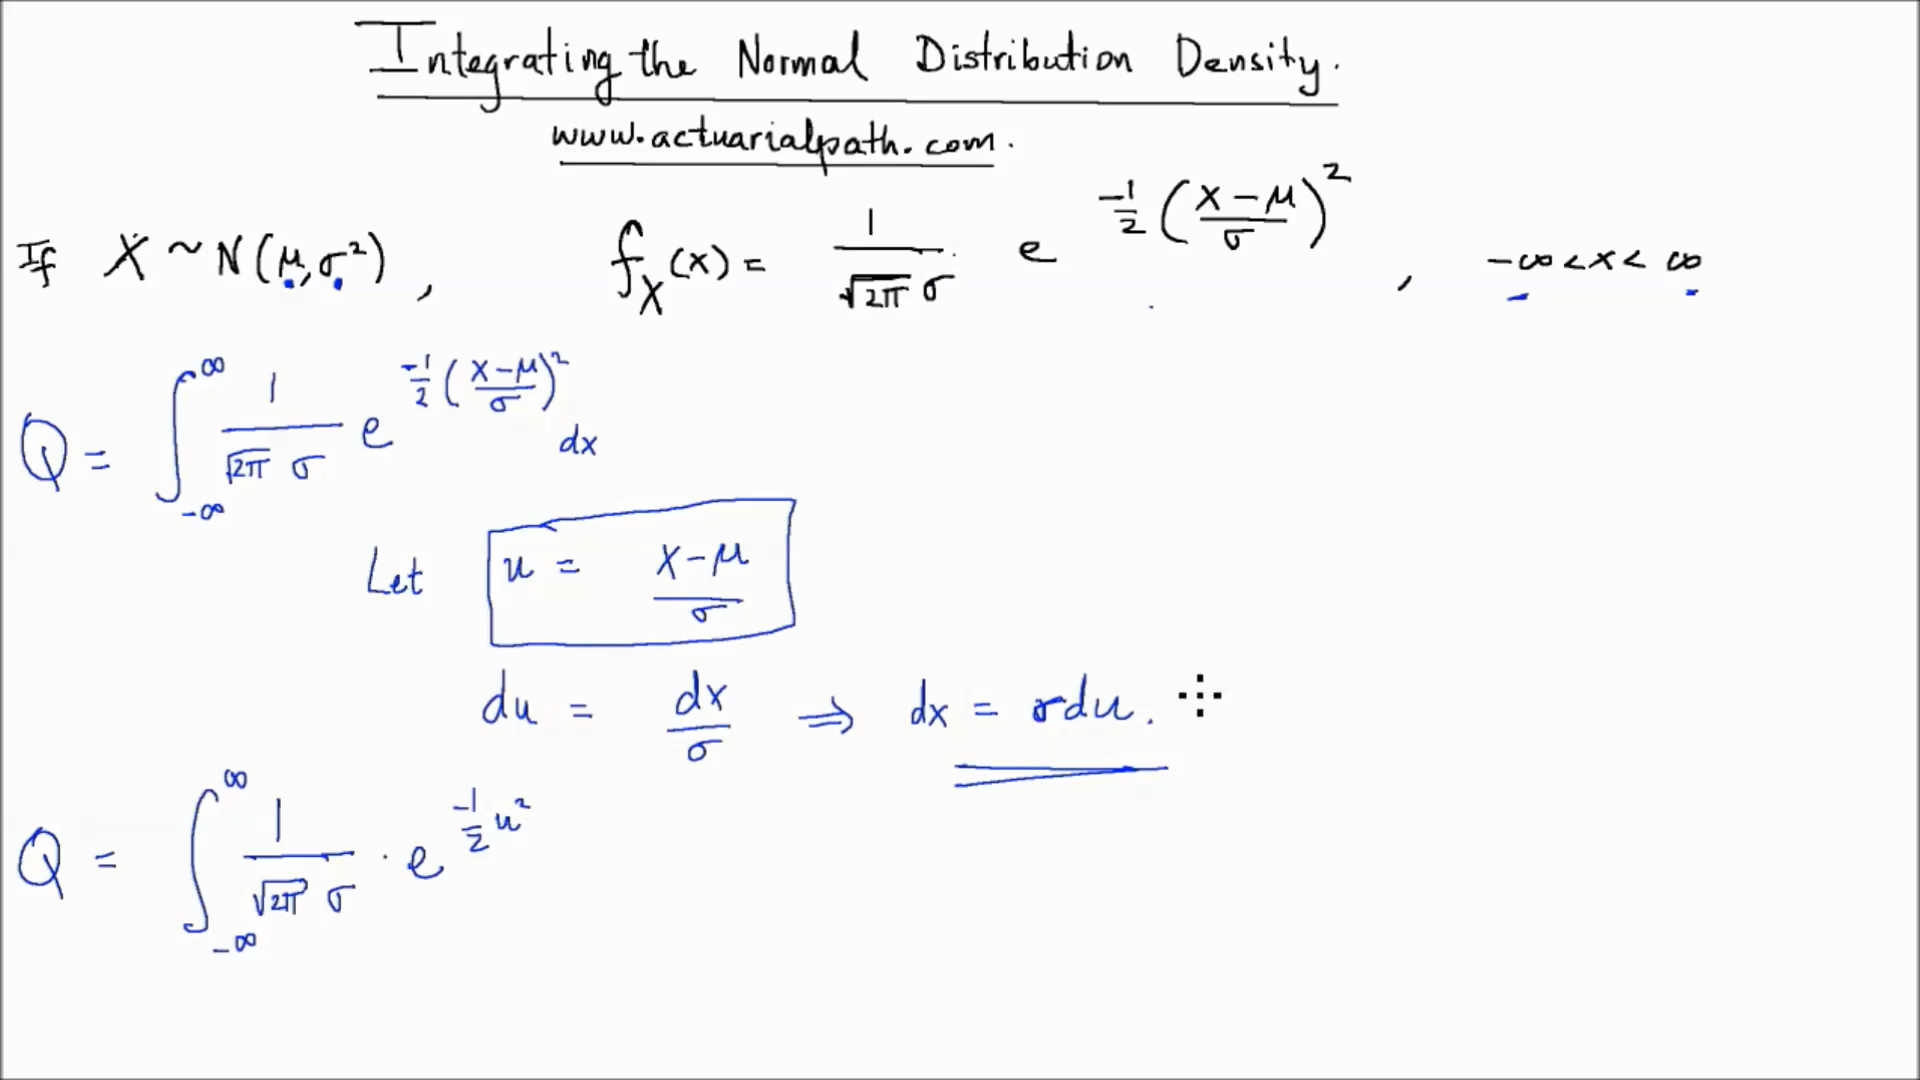 Integrating the Normal Distribution Density.
www.actuarialpath.com.
If X ~ N(μ, σ²), f_X(x) = 1/(√2π σ) e^(-1/2 ((x-μ)/σ)²), -∞ < x < ∞
Q = ∫_{-∞}^{∞} 1/(√2π σ) e^(-1/2 ((x-μ)/σ)²) dx
Let u = (x-μ)/σ
du = dx/σ ⇒ dx = σdu.
Q = ∫_{-∞}^{∞} 1/(√2π σ) · e^(-1/2 u²)